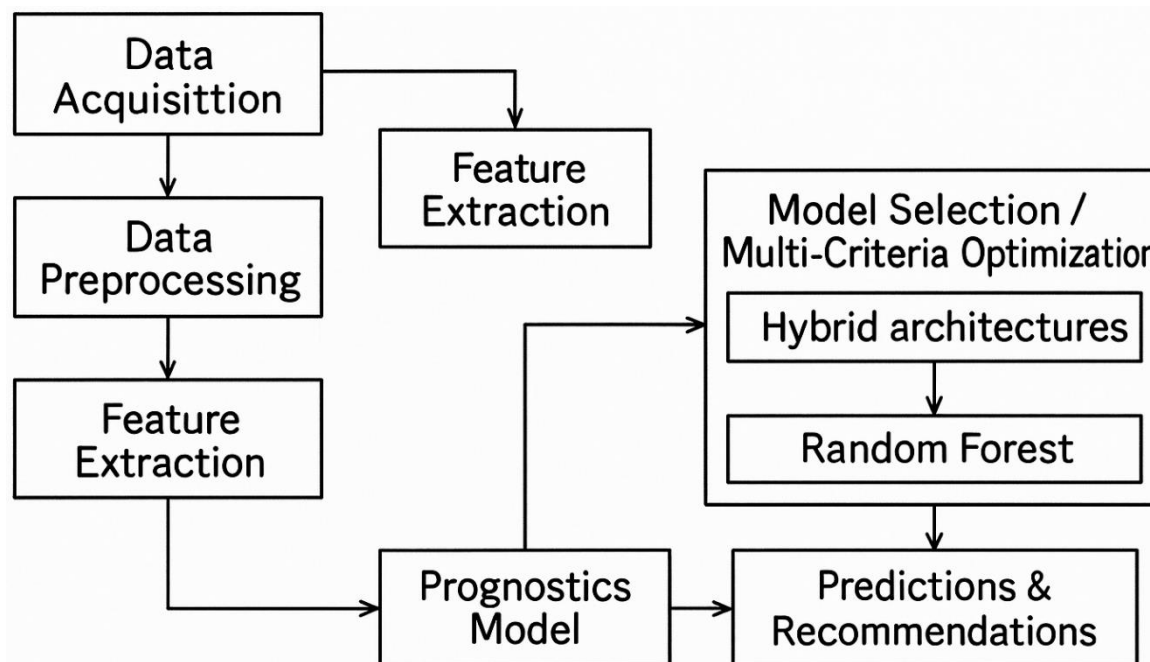 Data
Acquisittion
Feature
Extraction
Data
Preprocessing
Model Selection /
Multi-Criteria Optimization
Hybrid architectures
Feature
Extraction
Random Forest
Prognostics
Model
Predictions &
Recommendations